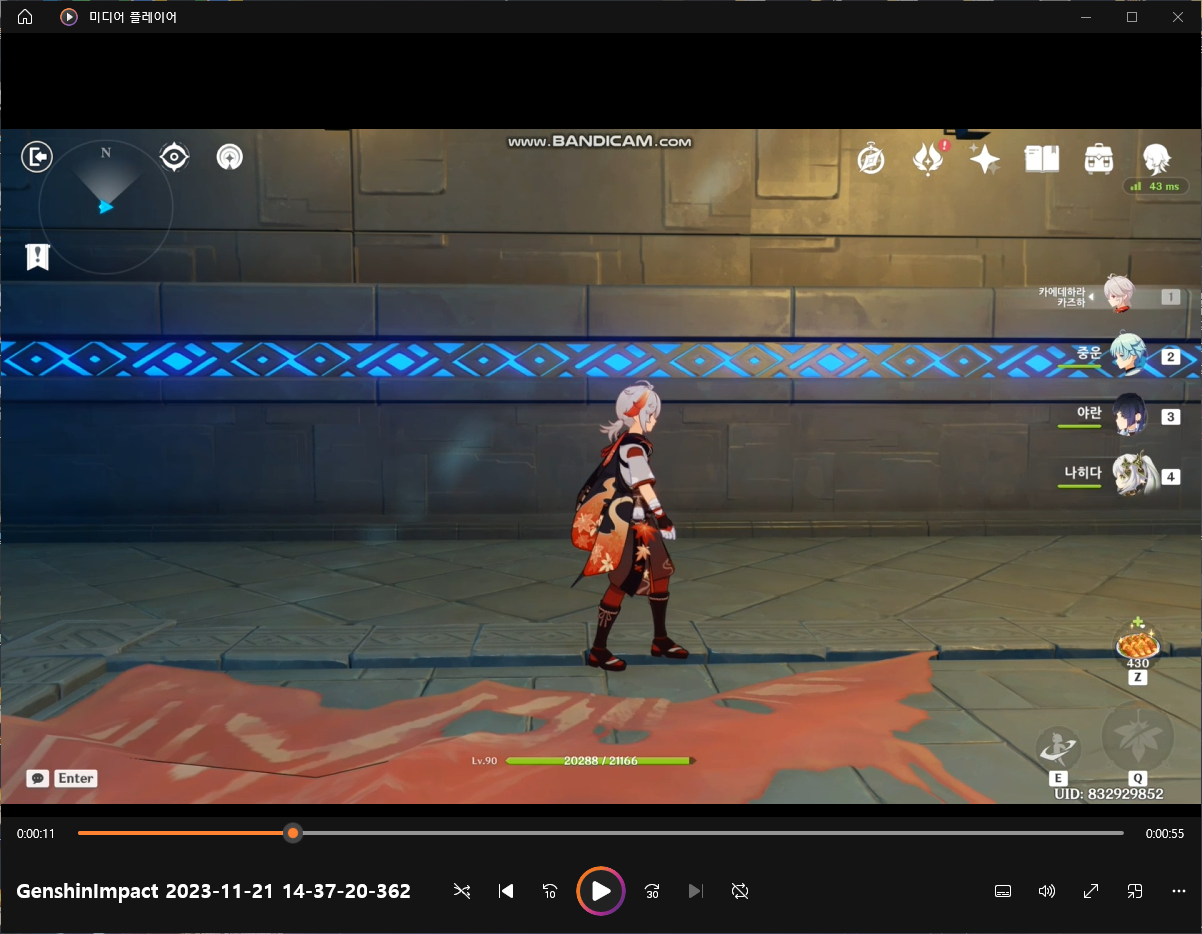 미디어 플레이어
www.BANDICAM.com
N
43 ms
카에데하라
카즈하
1
중운
2
야란
3
나히다
4
430
Z
Lv.90
20288 / 21166
Enter
E
Q
UID: 832929852
0:00:11
0:00:55
GenshinImpact 2023-11-21 14-37-20-362
10
30